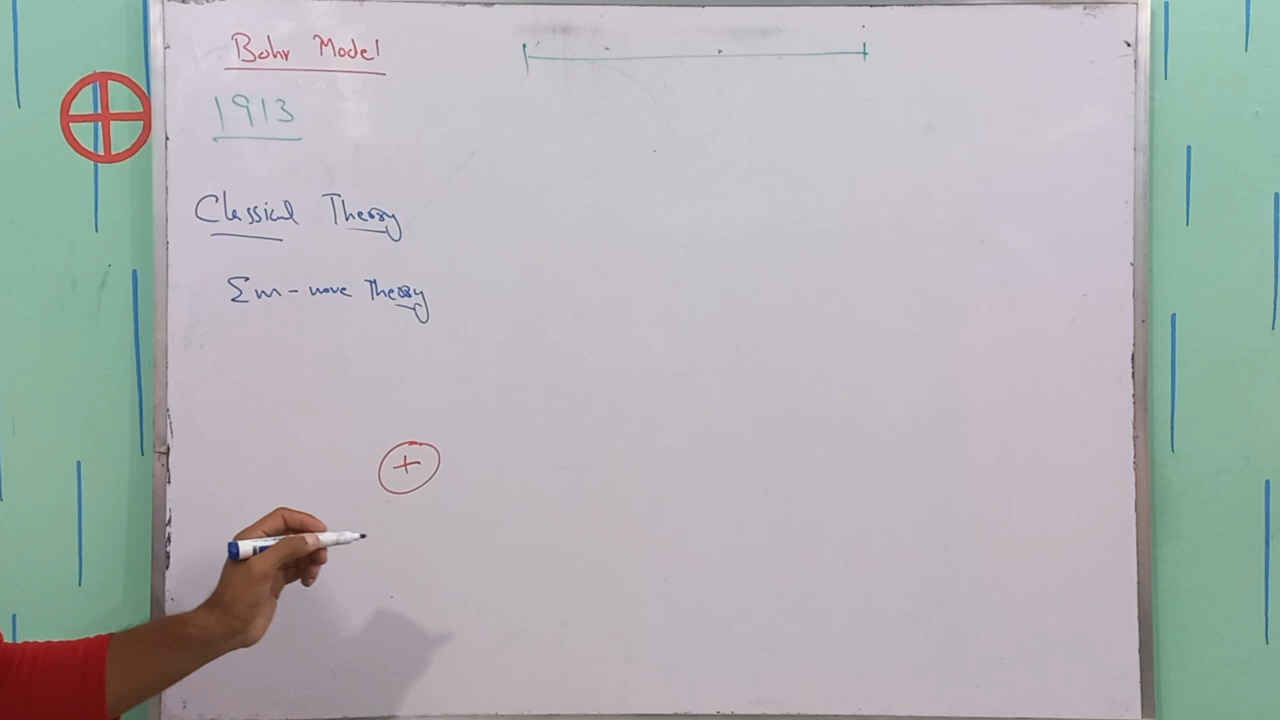 Bohr Model
1913
Classical Theory
Em-wave Theory
+